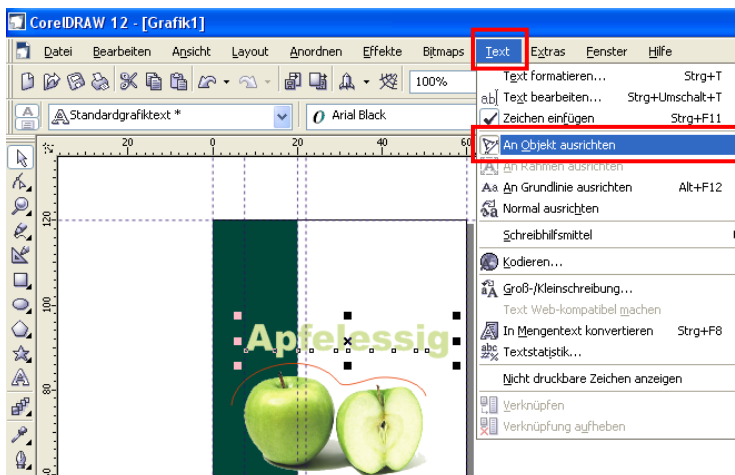 CorelDRAW 12 - [Grafik1]
Datei Bearbeiten Ansicht Layout Anordnen Effekte Bitmaps Text Extras Fenster Hilfe
100%
Standardgrafiktext *
O Arial Black
20 0 20 40 60
120
100
80
Text formatieren... Strg+T
ab Text bearbeiten... Strg+Umschalt+T
Zeichen einfügen Strg+F11
An Objekt ausrichten
An Rahmen ausrichten
Aa An Grundlinie ausrichten Alt+F12
Normal ausrichten
Schreibhilfsmittel
Kodieren...
Groß-/Kleinschreibung...
Text Web-kompatibel machen
In Mengentext konvertieren Strg+F8
abc Textstatistik...
Nicht druckbare Zeichen anzeigen
Verknüpfen
Verknüpfung aufheben
Apfelessig